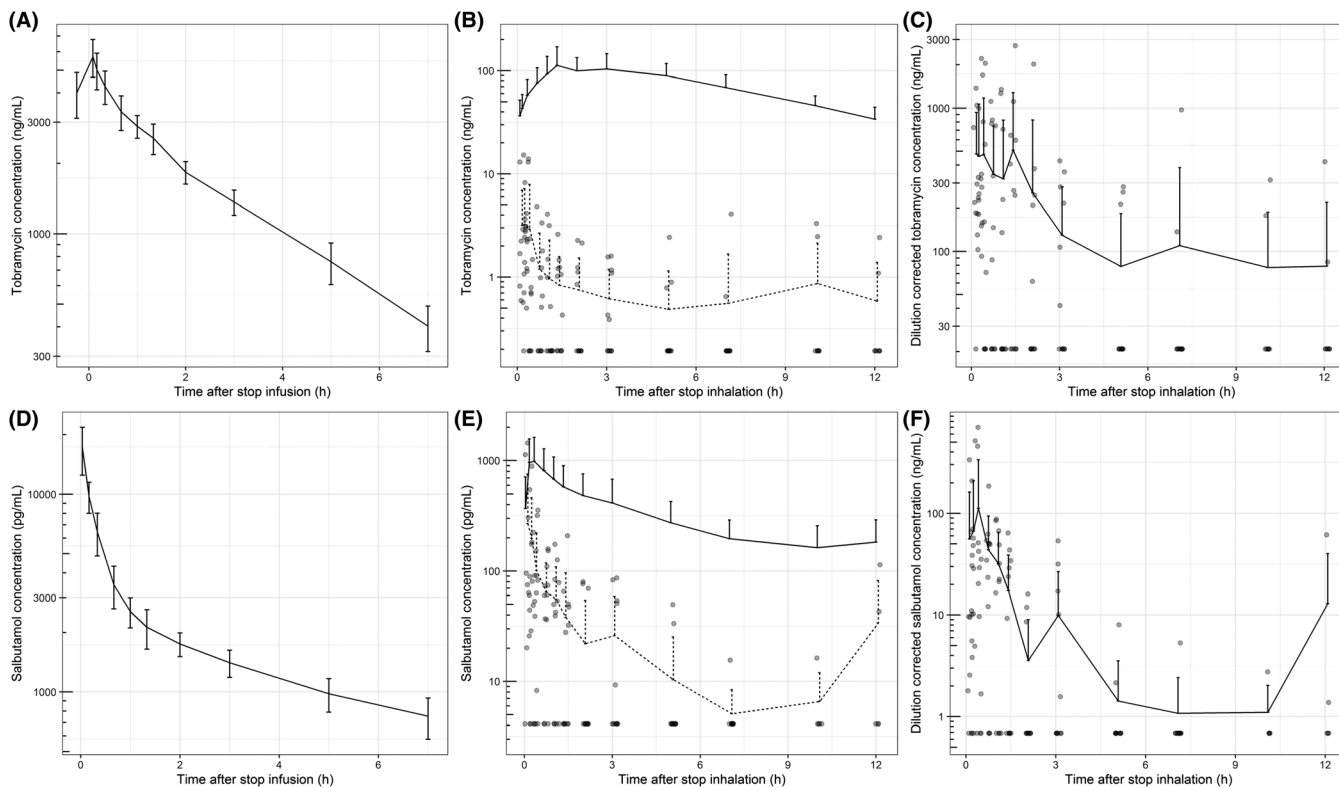 (A)
Tobramycin concentration (ng/mL)
3000
1000
300
0
2
4
6
Time after stop infusion (h)
(B)
Tobramycin concentration (ng/mL)
100
10
1
0
3
6
9
12
Time after stop inhalation (h)
(C)
Dilution corrected tobramycin concentration (ng/mL)
3000
1000
300
100
30
0
3
6
9
12
Time after stop inhalation (h)
(D)
Salbutamol concentration (pg/mL)
10000
3000
1000
0
2
4
6
Time after stop infusion (h)
(E)
Salbutamol concentration (pg/mL)
1000
100
10
0
3
6
9
12
Time after stop inhalation (h)
(F)
Dilution corrected salbutamol concentration (ng/mL)
100
10
1
0
3
6
9
12
Time after stop inhalation (h)